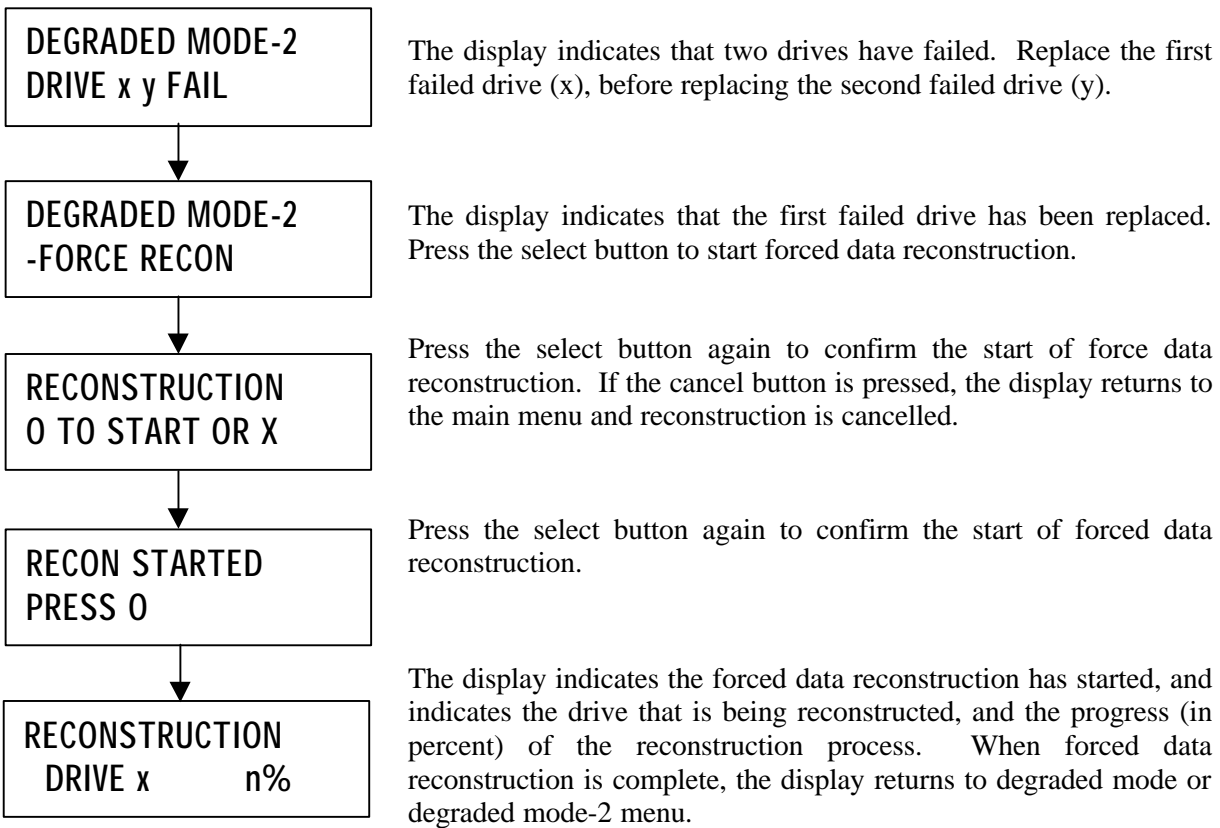 DEGRADED MODE-2
DRIVE x y FAIL
The display indicates that two drives have failed. Replace the first
failed drive (x), before replacing the second failed drive (y).
DEGRADED MODE-2
-FORCE RECON
The display indicates that the first failed drive has been replaced.
Press the select button to start forced data reconstruction.
RECONSTRUCTION
O TO START OR X
Press the select button again to confirm the start of force data
reconstruction. If the cancel button is pressed, the display returns to
the main menu and reconstruction is cancelled.
RECON STARTED
PRESS O
Press the select button again to confirm the start of forced data
reconstruction.
RECONSTRUCTION
DRIVE x n%
The display indicates the forced data reconstruction has started, and
indicates the drive that is being reconstructed, and the progress (in
percent) of the reconstruction process. When forced data
reconstruction is complete, the display returns to degraded mode or
degraded mode-2 menu.